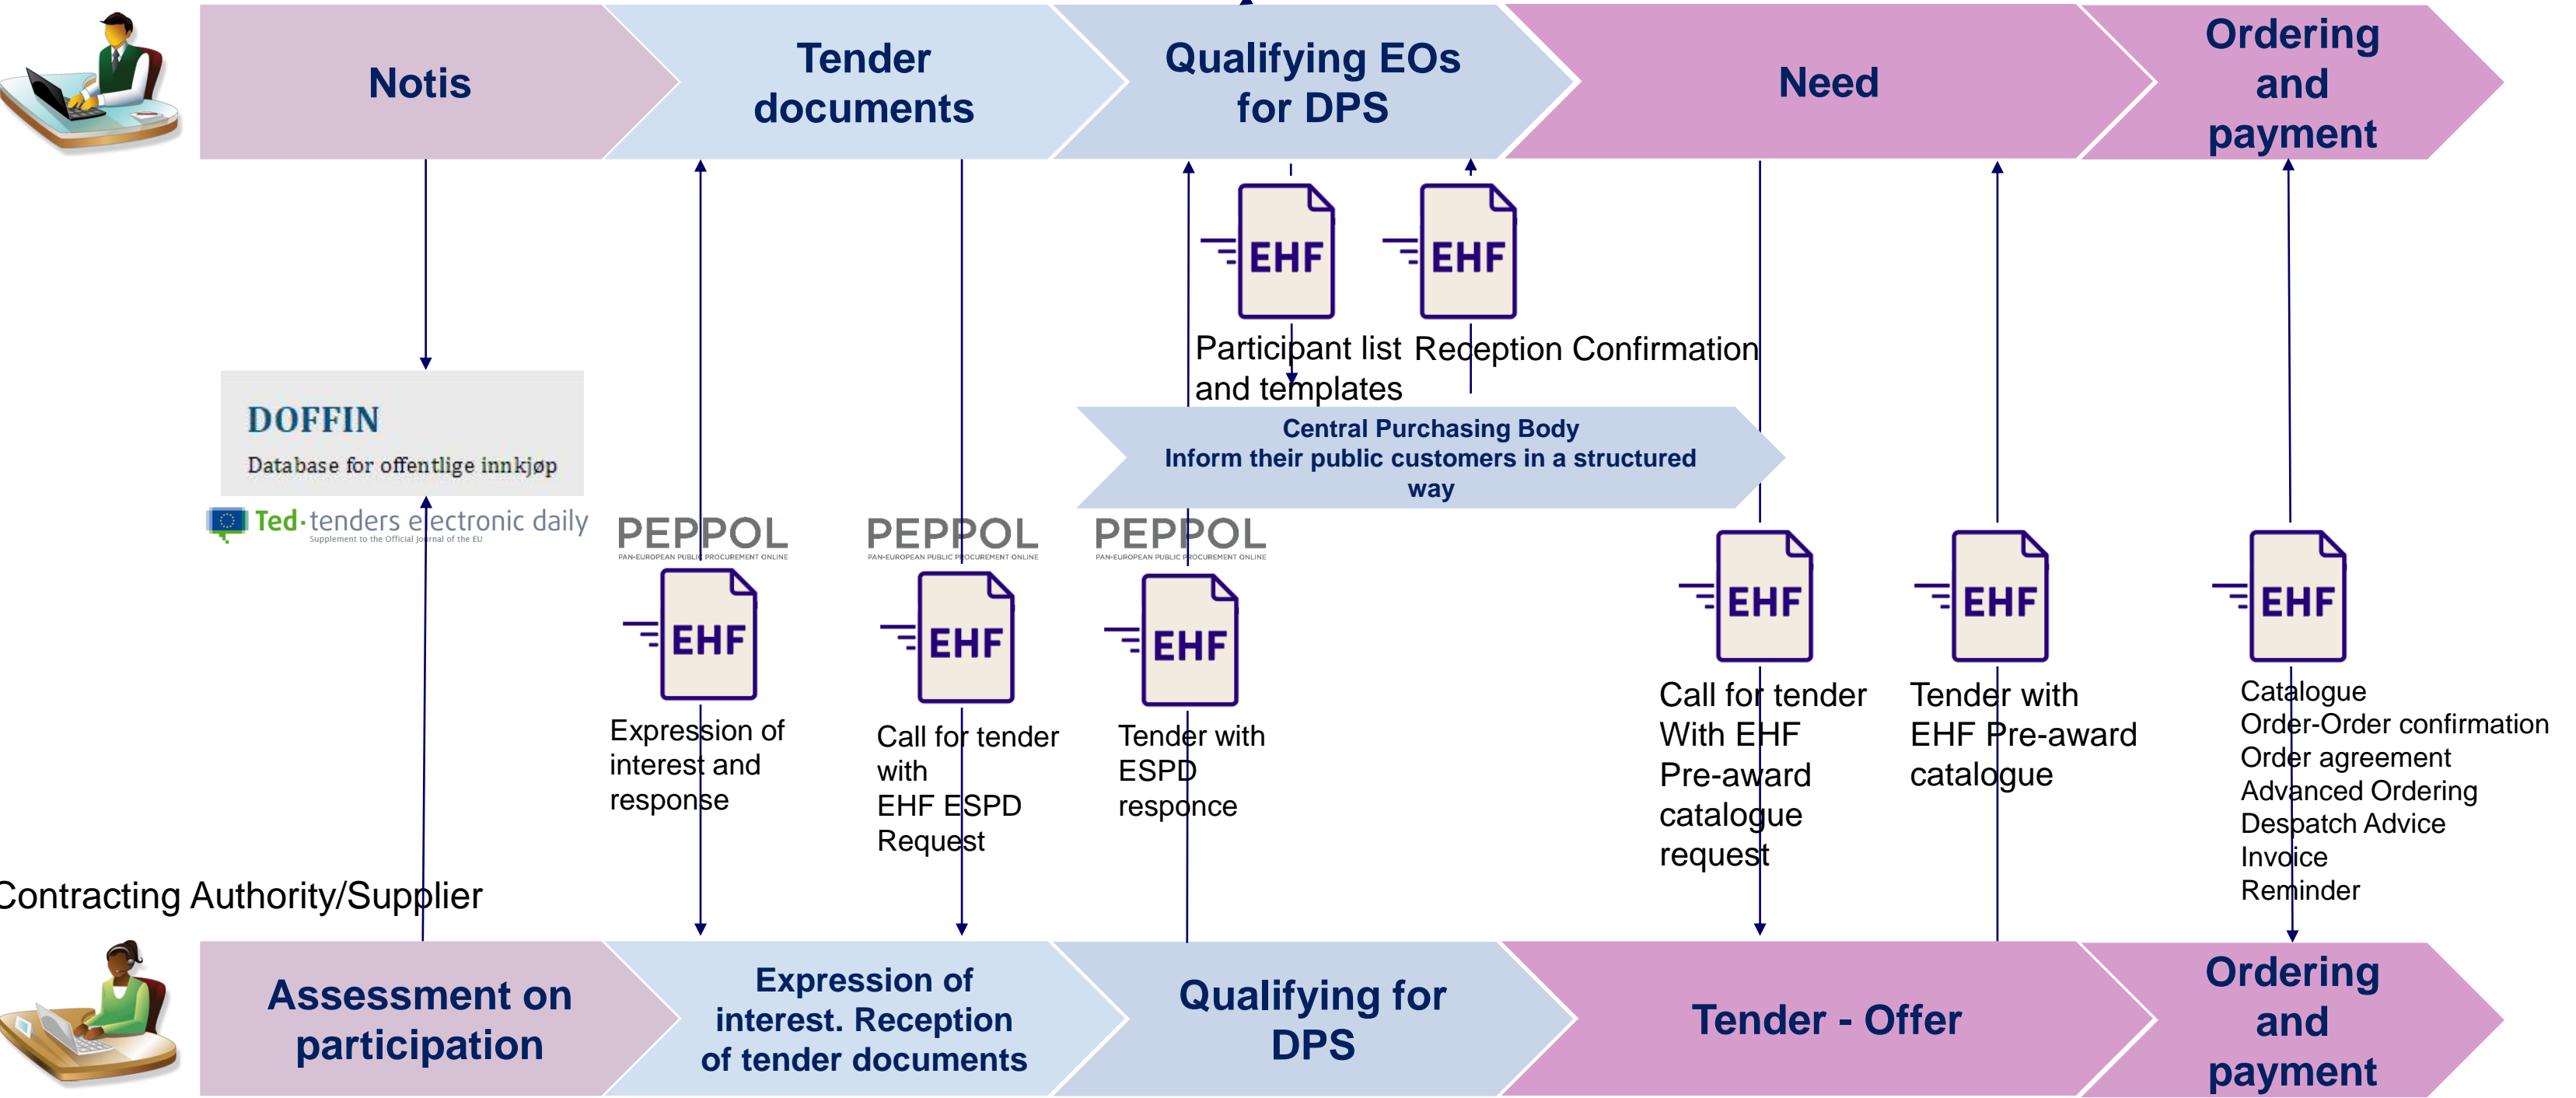 Notis
Tender
documents
Qualifying EOs
for DPS
Need
Ordering
and
payment
EHF
EHF
Participant list
and templates
Reception Confirmation
DOFFIN
Database for offentlige innkjøp
Ted·tenders electronic daily
Supplement to the Official Journal of the EU
Central Purchasing Body
Inform their public customers in a structured
way
PEPPOL
PAN-EUROPEAN PUBLIC PROCUREMENT ONLINE
EHF
Expression of
interest and
response
PEPPOL
PAN-EUROPEAN PUBLIC PROCUREMENT ONLINE
EHF
Call for tender
with
EHF ESPD
Request
PEPPOL
PAN-EUROPEAN PUBLIC PROCUREMENT ONLINE
EHF
Tender with
ESPD
responce
EHF
Call for tender
With EHF
Pre-award
catalogue
request
EHF
Tender with
EHF Pre-award
catalogue
EHF
Catalogue
Order-Order confirmation
Order agreement
Advanced Ordering
Despatch Advice
Invoice
Reminder
Contracting Authority/Supplier
Assessment on
participation
Expression of
interest. Reception
of tender documents
Qualifying for
DPS
Tender - Offer
Ordering
and
payment